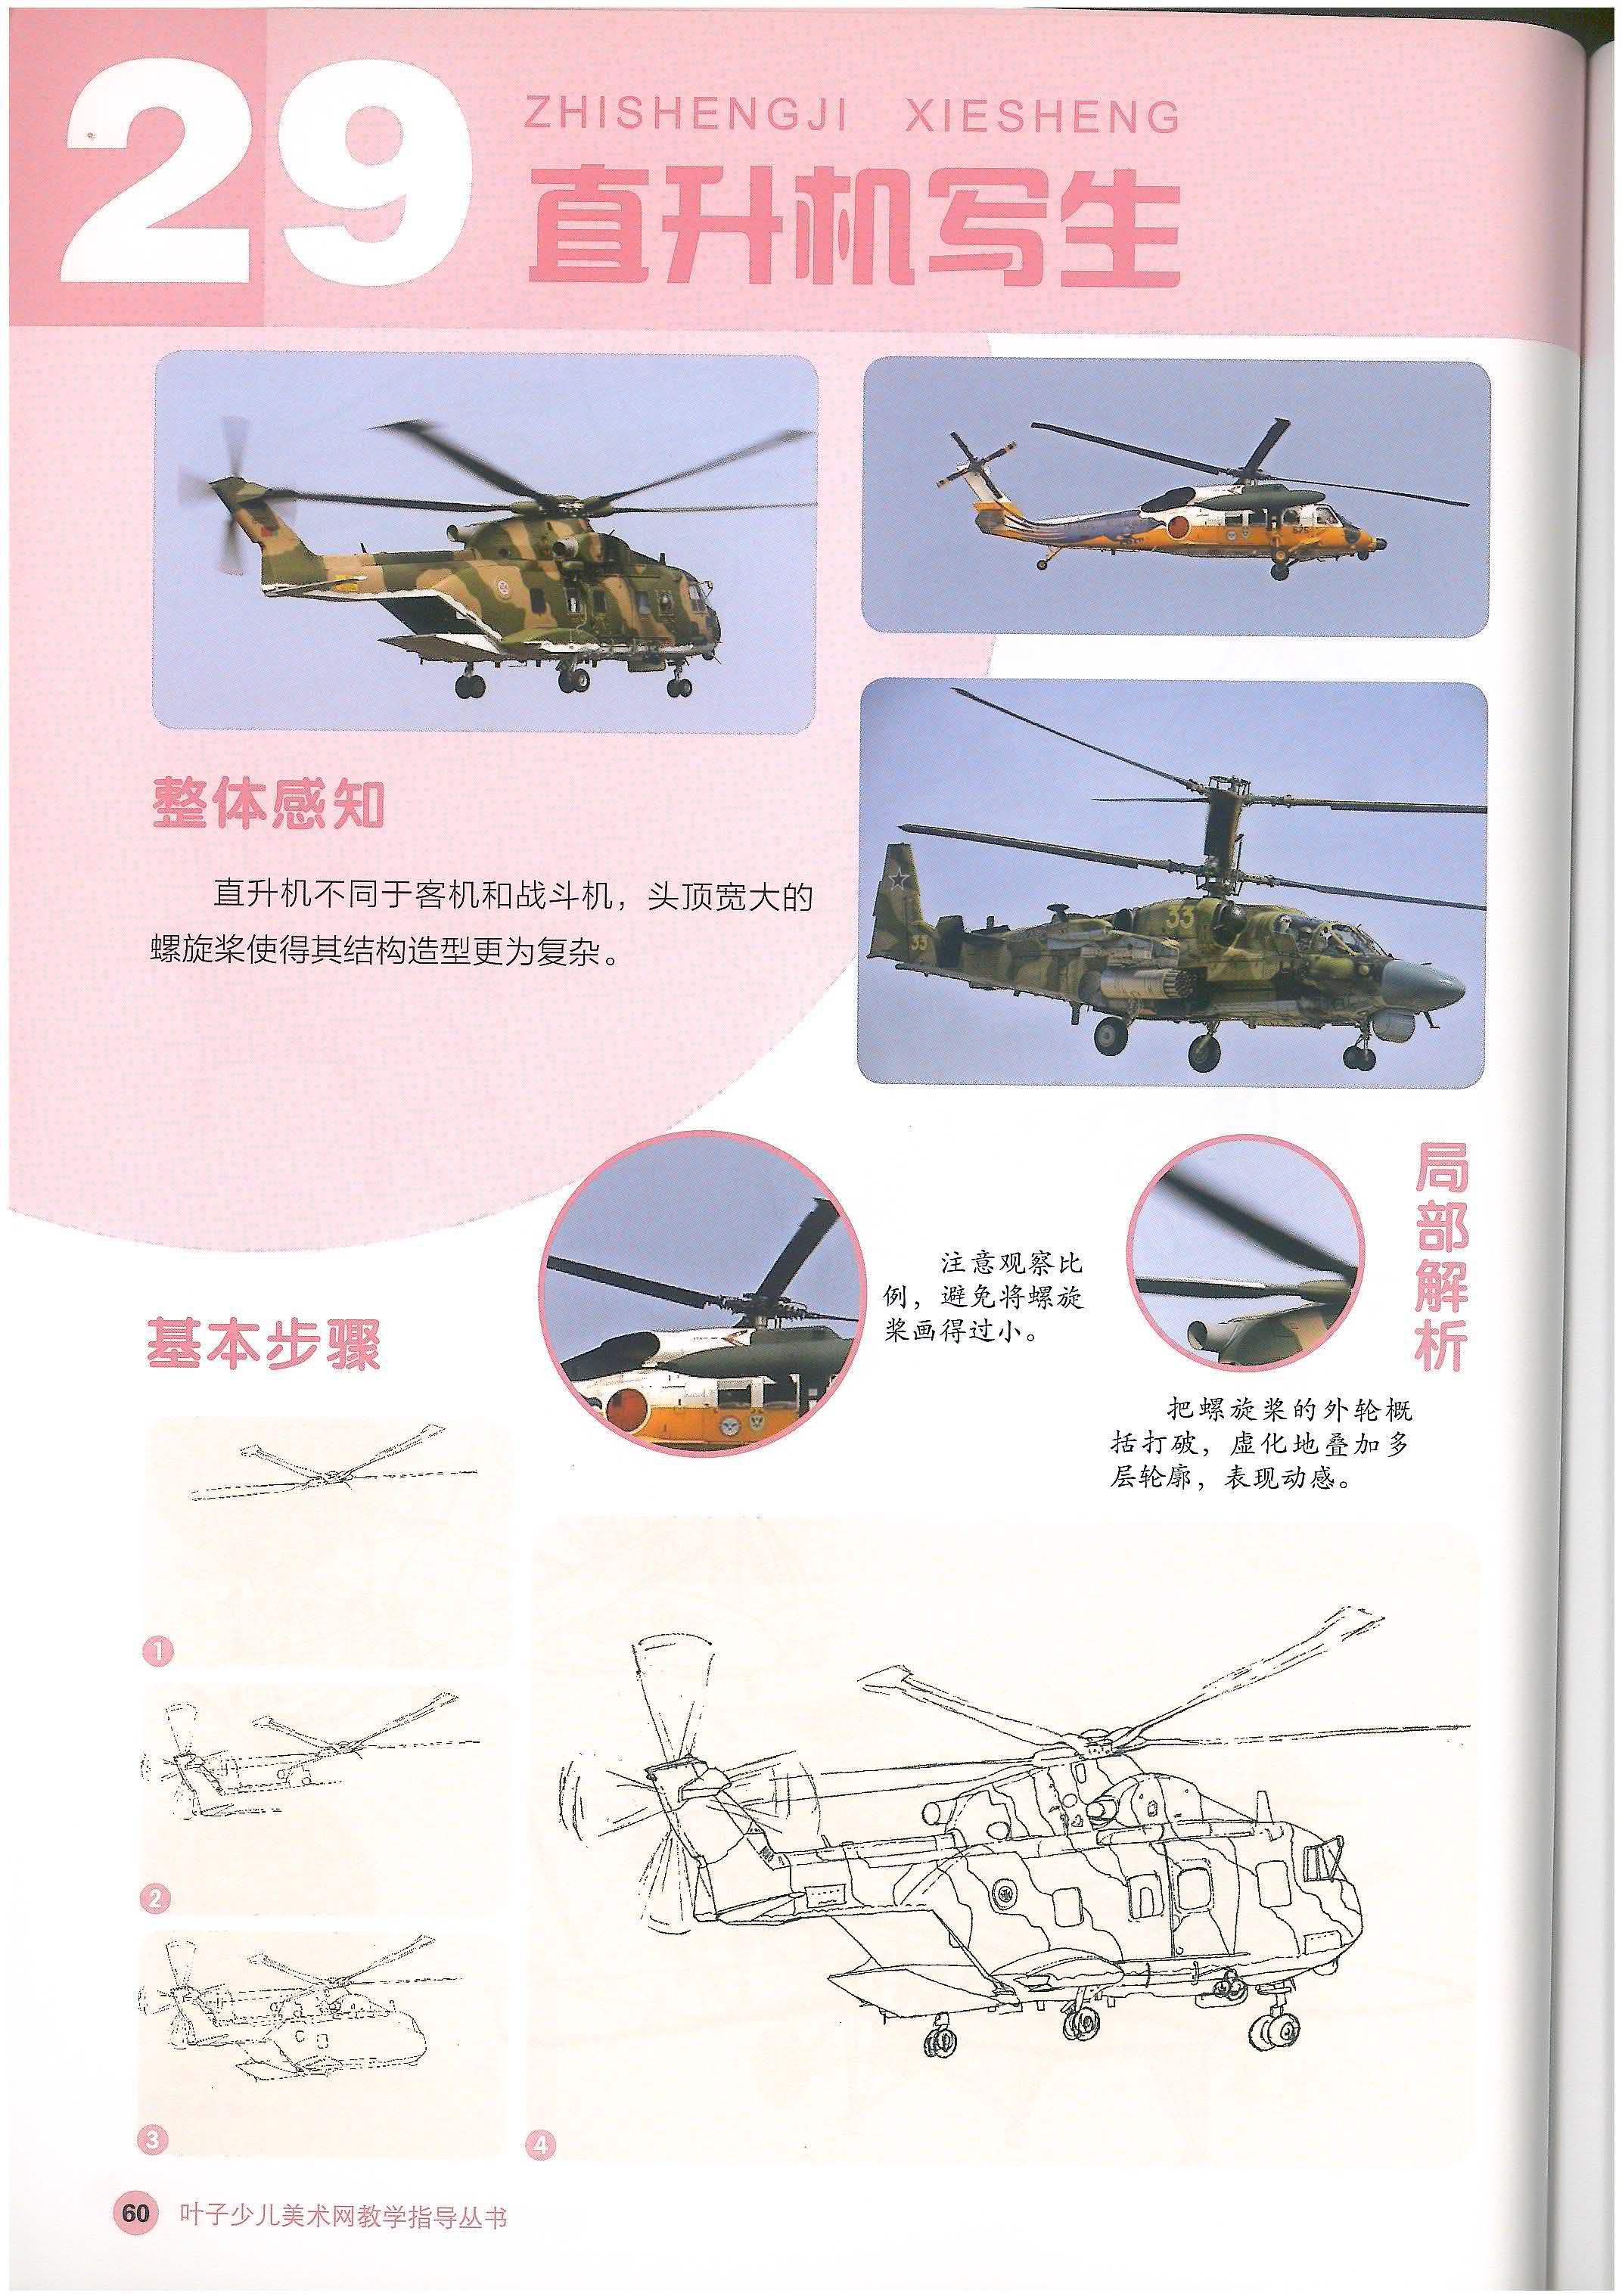 29
ZHISHENGJI XIESHENG
直升机写生
整体感知
直升机不同于客机和战斗机，头顶宽大的
螺旋桨使得其结构造型更为复杂。
33
33
局部解析
注意观察比
例，避免将螺旋
桨画得过小。
把螺旋桨的外轮概
括打破，虚化地叠加多
层轮廓，表现动感。
基本步骤
1
2
3
4
60 叶子少儿美术网教学指导丛书